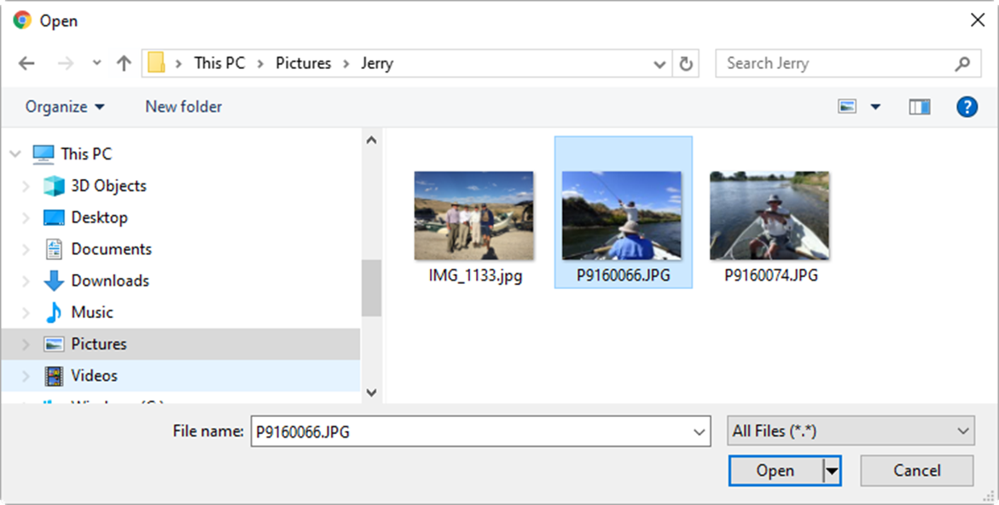 Open
This PC > Pictures > Jerry
Search Jerry
Organize
New folder
?
This PC
3D Objects
Desktop
Documents
Downloads
Music
Pictures
Videos
IMG_1133.jpg
P9160066.JPG
P9160074.JPG
File name:
P9160066.JPG
All Files (*.*)
Open
Cancel